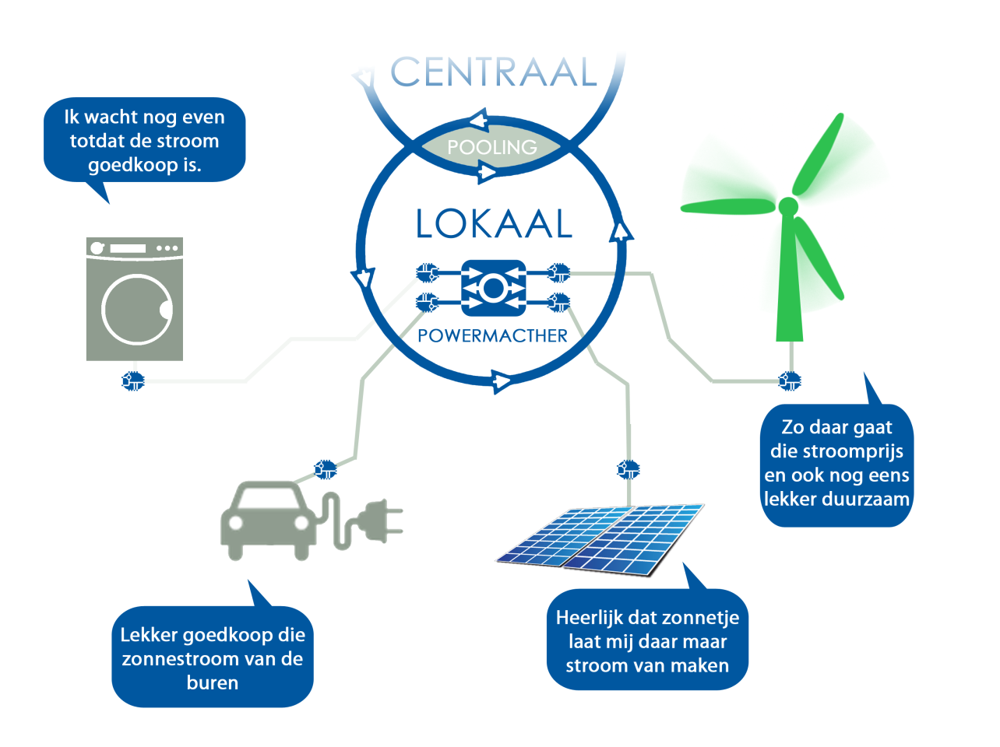 CENTRAAL
Ik wacht nog even
totdat de stroom
goedkoop is.
POOLING
LOKAAL
POWERMACTHER
Zo daar gaat
die stroomprijs
en ook nog eens
lekker duurzaam
Lekker goedkoop die
zonnestroom van de
buren
Heerlijk dat zonnetje
laat mij daar maar
stroom van maken